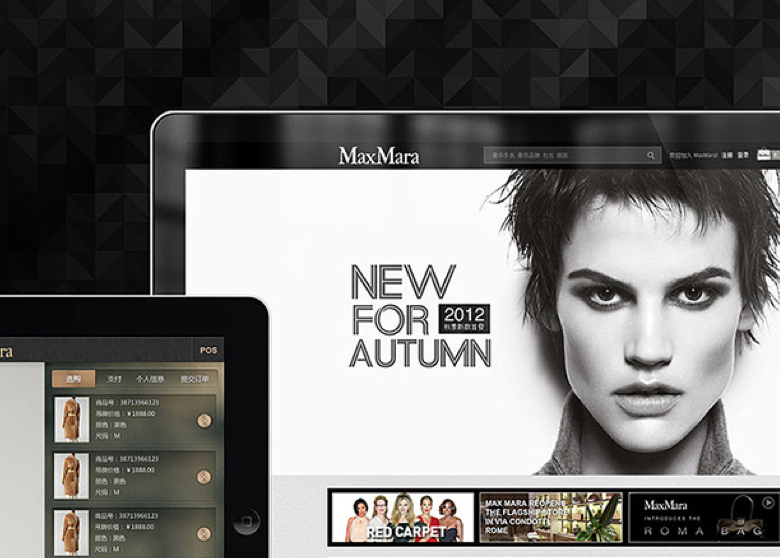 MaxMara
欢迎加入 MaxMara! 注册 登录
NEW
FOR 2012
秋季新款首发
AUTUMN
ra
POS
选购 支付 个人信息 提交订单
商品号：38713966123
吊牌价格：￥1888.00
颜色：黑色
尺码：M
商品号：38713966123
吊牌价格：￥1888.00
颜色：黑色
尺码：M
商品号：38713966123
吊牌价格：￥1888.00
颜色：黑色
尺码：M
RED CARPET
MAX MARA REOPENS
THE FLAGSHIP STORE
IN VIA CONDOTTI
ROME
MaxMara
INTRODUCES THE
ROMA BAG